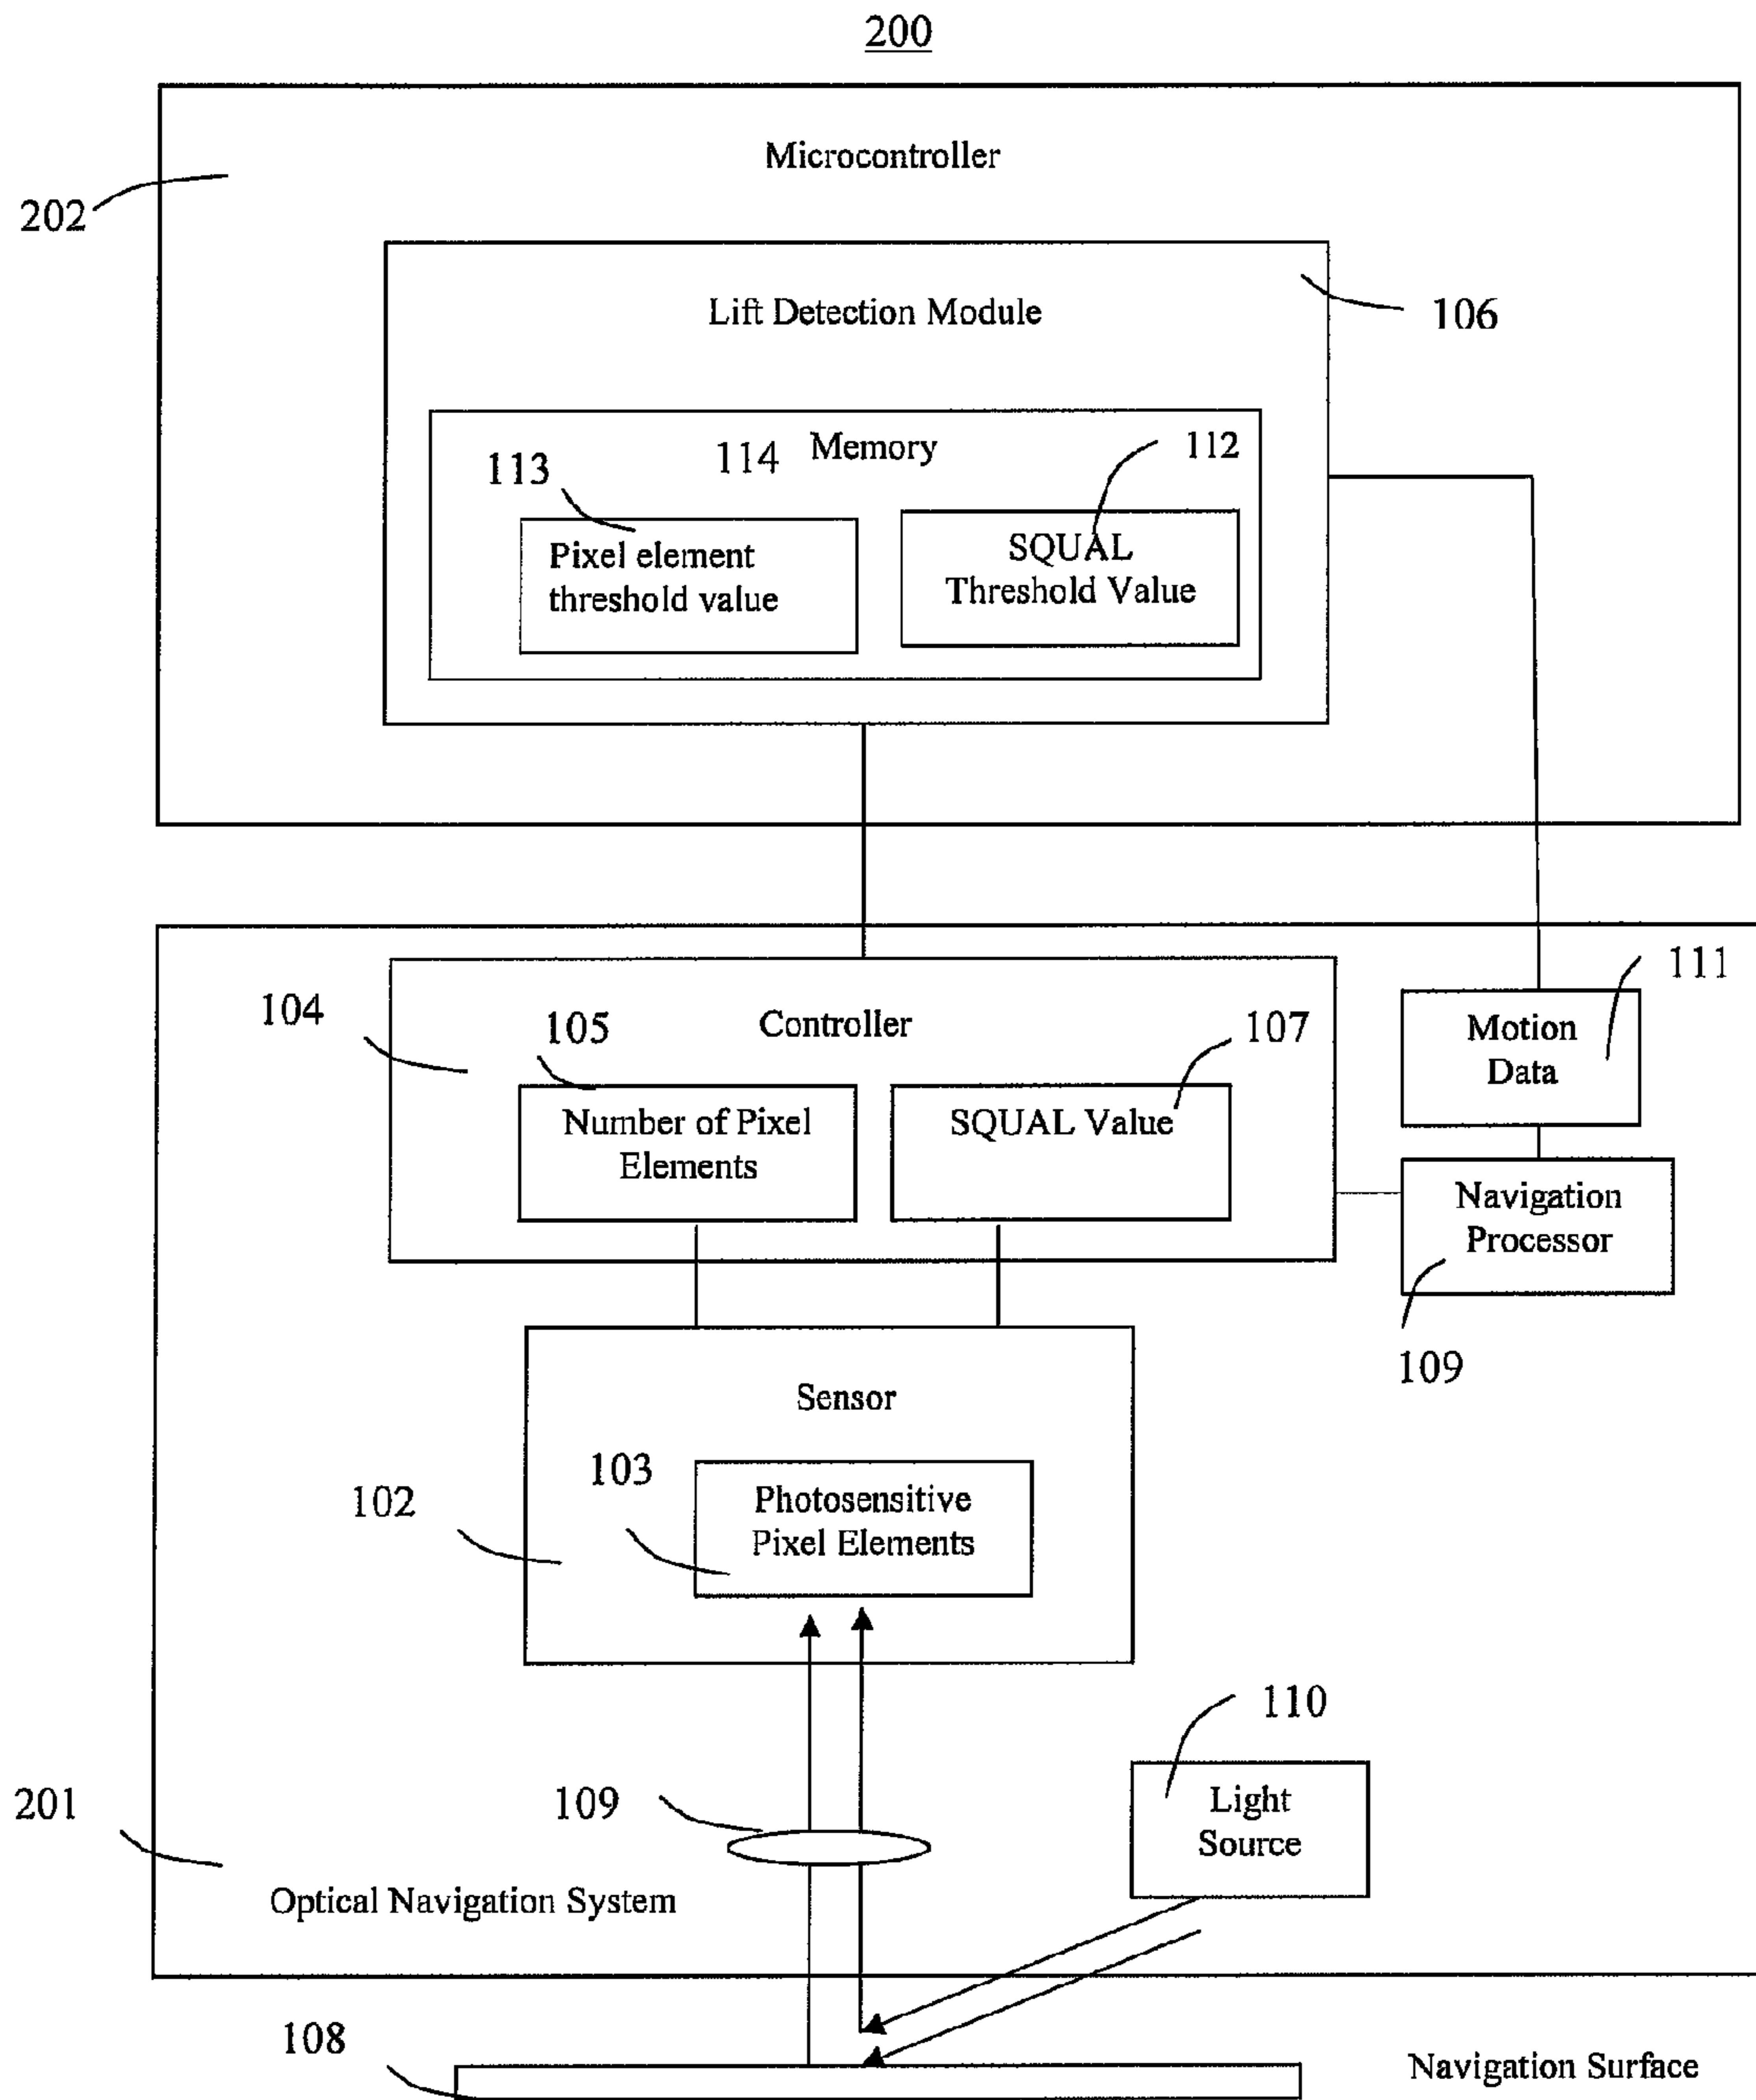 200
Microcontroller
202
Lift Detection Module
106
113
114 Memory
112
Pixel element
threshold value
SQUAL
Threshold Value
104
105
Controller
107
111
Number of Pixel
Elements
SQUAL Value
Motion
Data
Navigation
Processor
109
Sensor
102
103
Photosensitive
Pixel Elements
110
Light
Source
109
201
Optical Navigation System
108
Navigation Surface